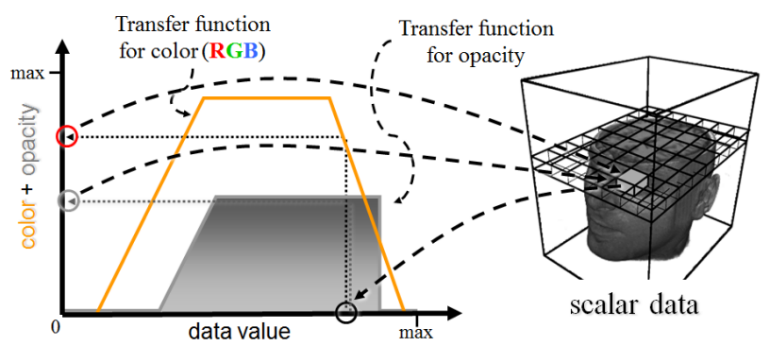 Transfer function
for color (RGB)
Transfer function
for opacity
max
color + opacity
0
data value
max
scalar data